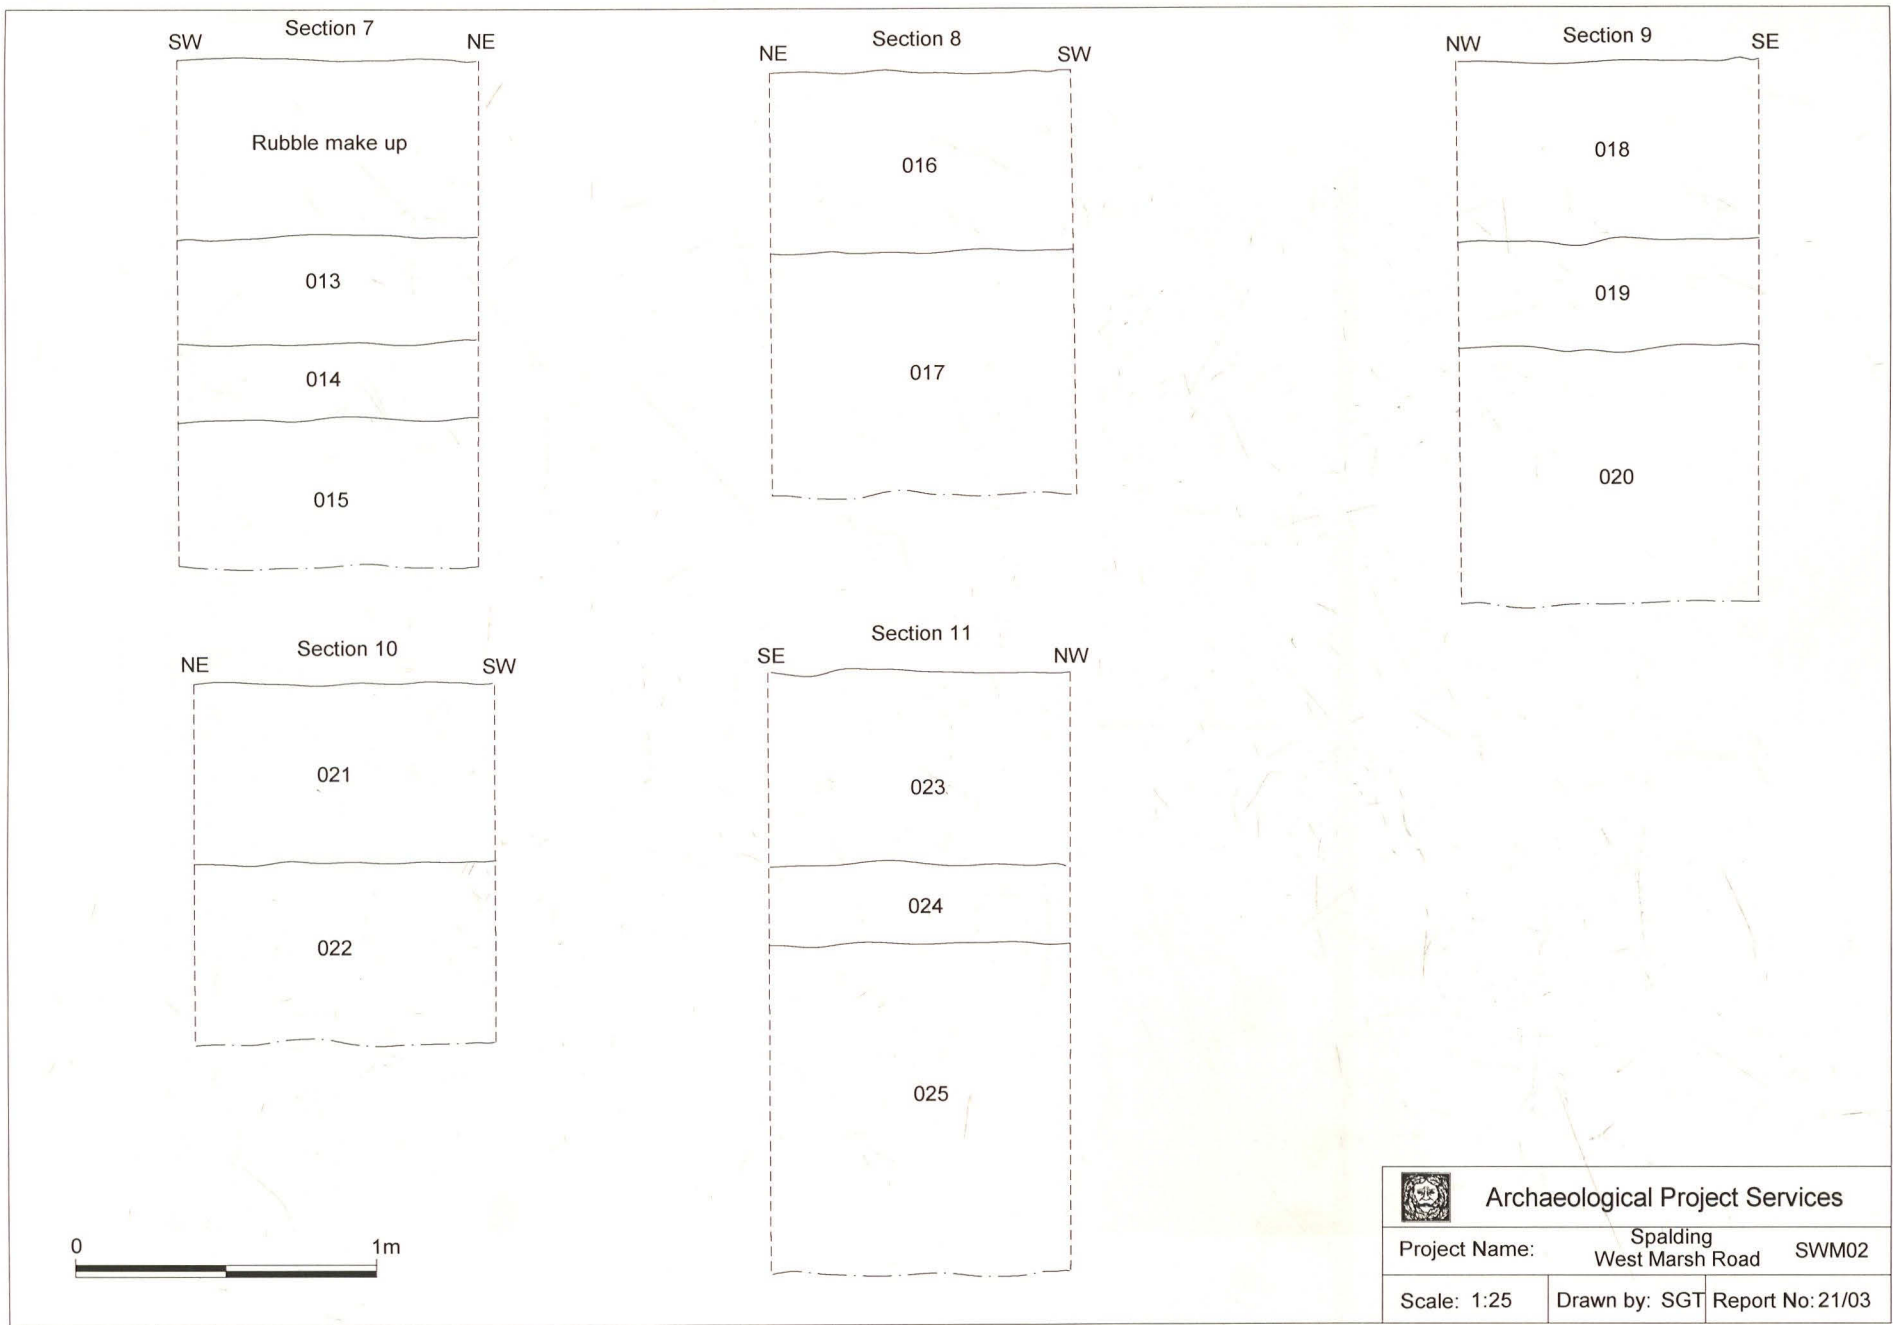 Section 7
SW NE
Rubble make up
013
014
015
Section 8
NE SW
016
017
Section 9
NW SE
018
019
020
Section 10
NE SW
021
022
Section 11
SE NW
023
024
025
0 1m
Archaeological Project Services
Project Name: Spalding
West Marsh Road SWM02
Scale: 1:25 Drawn by: SGT Report No: 21/03